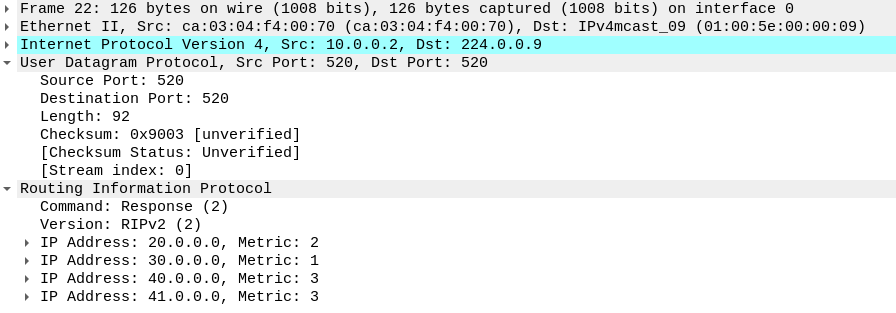 Frame 22: 126 bytes on wire (1008 bits), 126 bytes captured (1008 bits) on interface 0
Ethernet II, Src: ca:03:04:f4:00:70 (ca:03:04:f4:00:70), Dst: IPv4mcast_09 (01:00:5e:00:00:09)
Internet Protocol Version 4, Src: 10.0.0.2, Dst: 224.0.0.9
User Datagram Protocol, Src Port: 520, Dst Port: 520
Source Port: 520
Destination Port: 520
Length: 92
Checksum: 0x9003 [unverified]
[Checksum Status: Unverified]
[Stream index: 0]
Routing Information Protocol
Command: Response (2)
Version: RIPv2 (2)
IP Address: 20.0.0.0, Metric: 2
IP Address: 30.0.0.0, Metric: 1
IP Address: 40.0.0.0, Metric: 3
IP Address: 41.0.0.0, Metric: 3